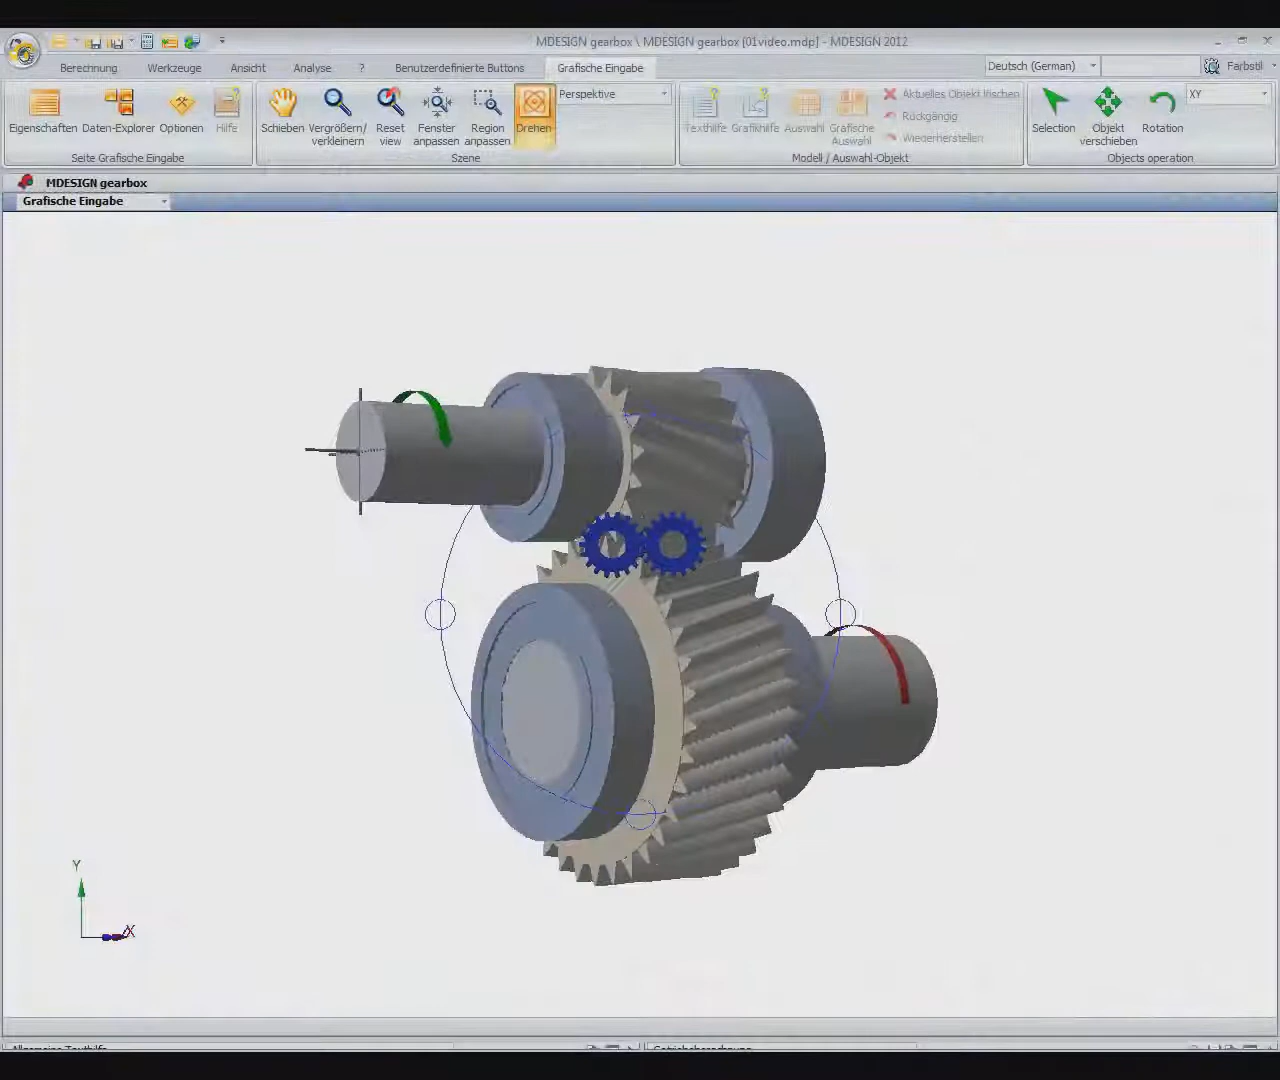 MDESIGN gearbox \ MDESIGN gearbox [01video.mdp] - MDESIGN 2012
Berechnung Werkzeuge Ansicht Analyse ? Benutzerdefinierte Buttons Grafische Eingabe Deutsch (German) Farbstil
Eigenschaften Daten-Explorer Optionen Hilfe
Seite Grafische Eingabe
Schieben Vergrößern/ verkleinern Reset view Fenster anpassen Region anpassen Drehen Perspektive
Szene
Texthilfe Grafikhilfe Auswahl Grafische Auswahl
Aktuelles Objekt löschen
Rückgängig
Wiederherstellen
Modell / Auswahl-Objekt
Selection Objekt verschieben Rotation XY
Objects operation
MDESIGN gearbox
Grafische Eingabe
Y
X